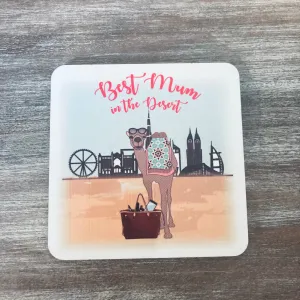 Best Mum
in the Desert